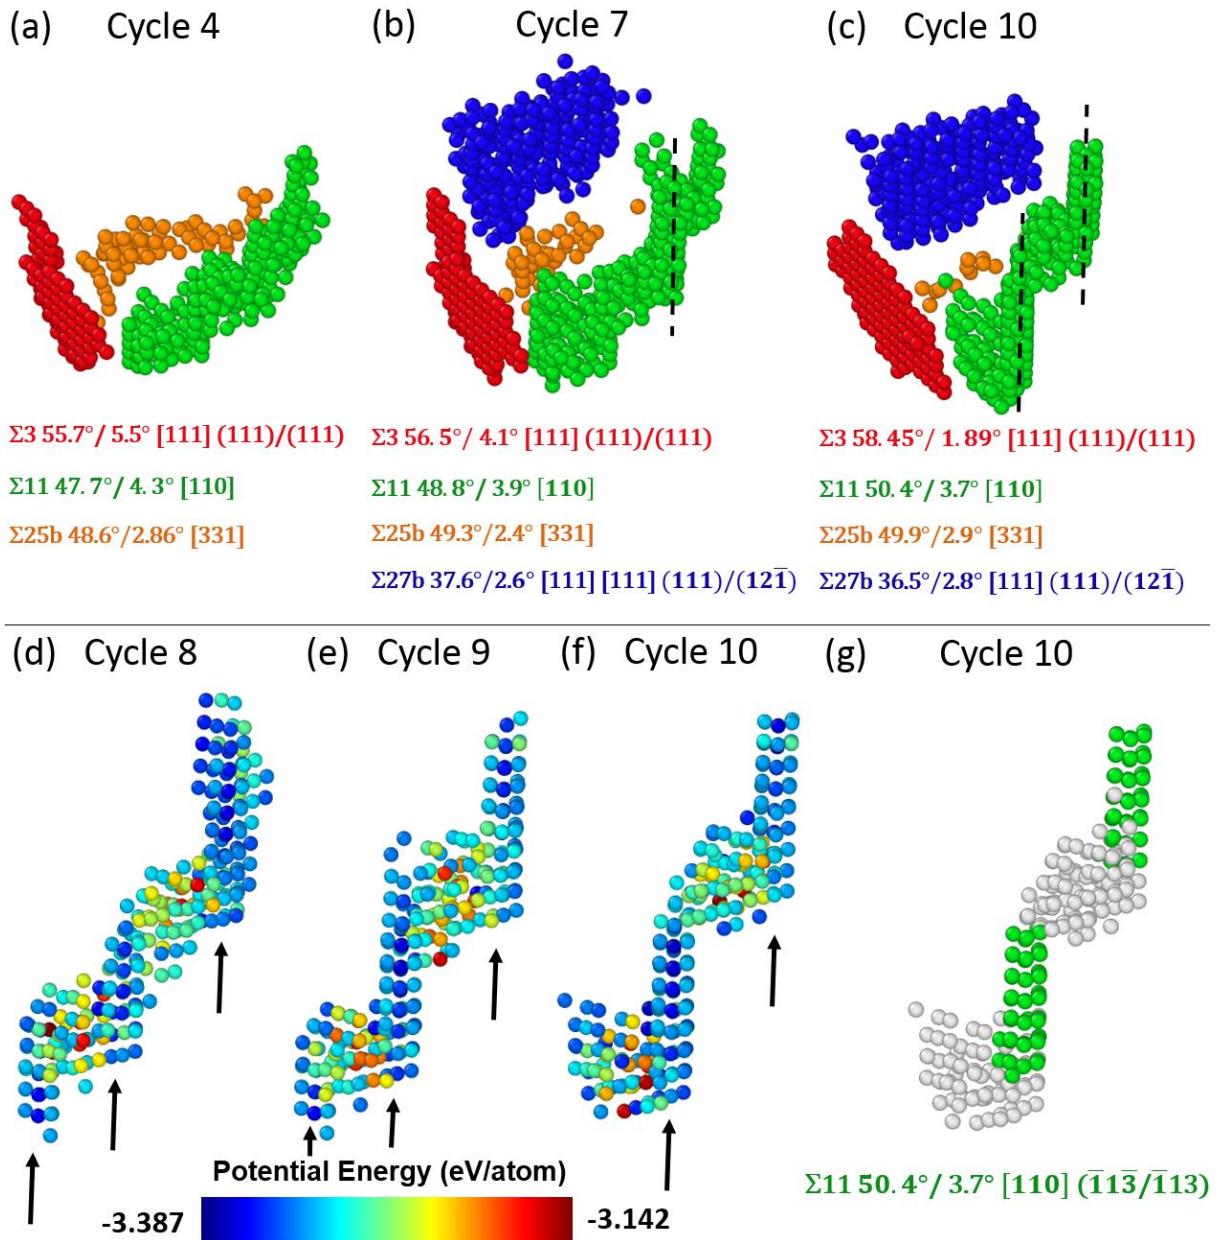 (a) Cycle 4 (b) Cycle 7 (c) Cycle 10
Σ3 55.7°/ 5.5° [111] (111)/(111)
Σ11 47.7°/ 4.3° [110]
Σ25b 48.6°/2.86° [331]
Σ3 56.5°/ 4.1° [111] (111)/(111)
Σ11 48.8°/ 3.9° [110]
Σ25b 49.3°/2.4° [331]
Σ27b 37.6°/2.6° [111] [111] (111)/(121̅)
Σ3 58.45°/ 1.89° [111] (111)/(111)
Σ11 50.4°/ 3.7° [110]
Σ25b 49.9°/2.9° [331]
Σ27b 36.5°/2.8° [111] (111)/(121̅)
(d) Cycle 8 (e) Cycle 9 (f) Cycle 10 (g) Cycle 10
Potential Energy (eV/atom)
-3.387 -3.142
Σ11 50.4°/ 3.7° [110] (1̅13̅/1̅13)